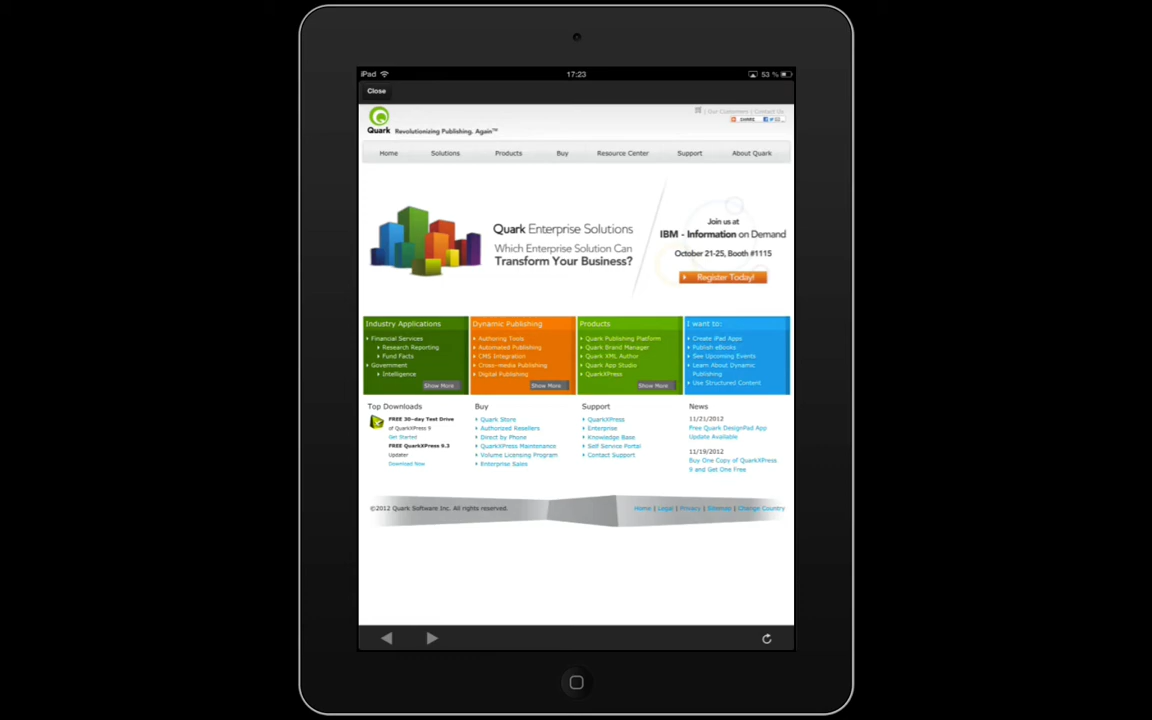 iPad 17:23 53 %
Close
| Our Customers | Contact Us
SHARE
Quark Revolutionizing Publishing. Again™
Home Solutions Products Buy Resource Center Support About Quark
Quark Enterprise Solutions
Which Enterprise Solution Can
Transform Your Business?
Join us at
IBM - Information on Demand
October 21-25, Booth #1115
Register Today!
Industry Applications
Financial Services
Research Reporting
Fund Facts
Government
Intelligence
Show More
Dynamic Publishing
Authoring Tools
Automated Publishing
CMS Integration
Cross-media Publishing
Digital Publishing
Show More
Products
Quark Publishing Platform
Quark Brand Manager
Quark XML Author
Quark App Studio
QuarkXPress
Show More
I want to:
Create iPad Apps
Publish eBooks
See Upcoming Events
Learn About Dynamic
Publishing
Use Structured Content
Top Downloads
FREE 30-day Test Drive
of QuarkXPress 9
Get Started
FREE QuarkXPress 9.3
Updater
Download Now
Buy
Quark Store
Authorized Resellers
Direct by Phone
QuarkXPress Maintenance
Volume Licensing Program
Enterprise Sales
Support
QuarkXPress
Enterprise
Knowledge Base
Self Service Portal
Contact Support
News
11/21/2012
Free Quark DesignPad App
Update Available
11/19/2012
Buy One Copy of QuarkXPress
9 and Get One Free
©2012 Quark Software Inc. All rights reserved.
Home | Legal | Privacy | Sitemap | Change Country